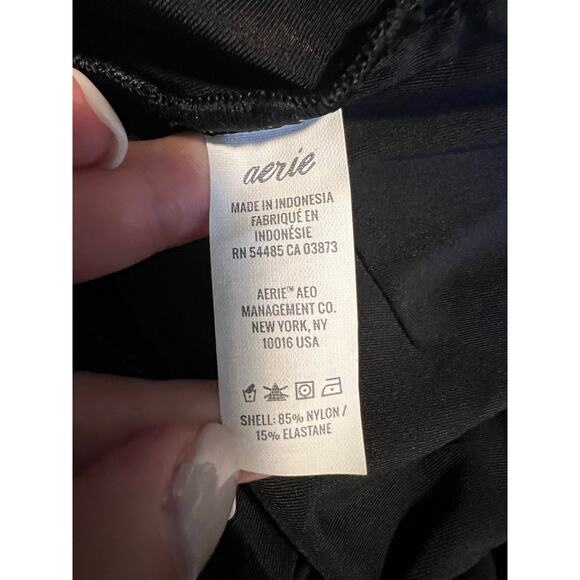 aerie
MADE IN INDONESIA
FABRIQUÉ EN
INDONÉSIE
RN 54485 CA 03873
AERIE™ AEO
MANAGEMENT CO.
NEW YORK, NY
10016 USA
SHELL: 85% NYLON /
15% ELASTANE